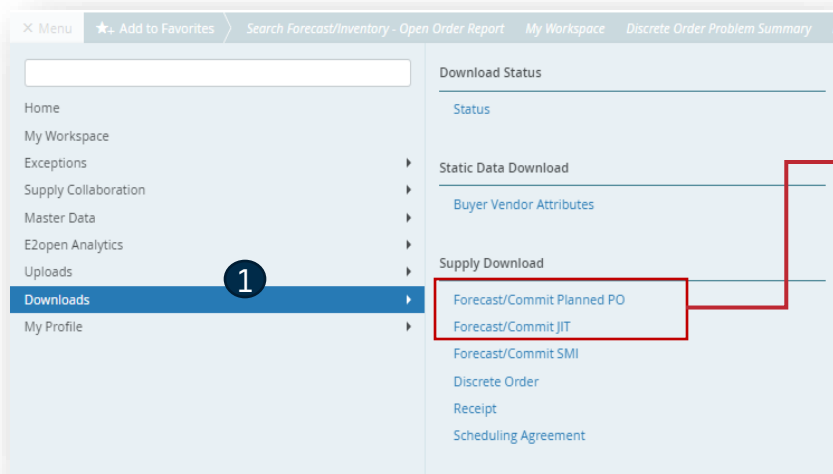 × Menu ★+ Add to Favorites Search Forecast/Inventory - Open Order Report My Workspace Discrete Order Problem Summary
Home
My Workspace
Exceptions
Supply Collaboration
Master Data
E2open Analytics
Uploads
1
Downloads
My Profile
Download Status
Status
Static Data Download
Buyer Vendor Attributes
Supply Download
Forecast/Commit Planned PO
Forecast/Commit JIT
Forecast/Commit SMI
Discrete Order
Receipt
Scheduling Agreement